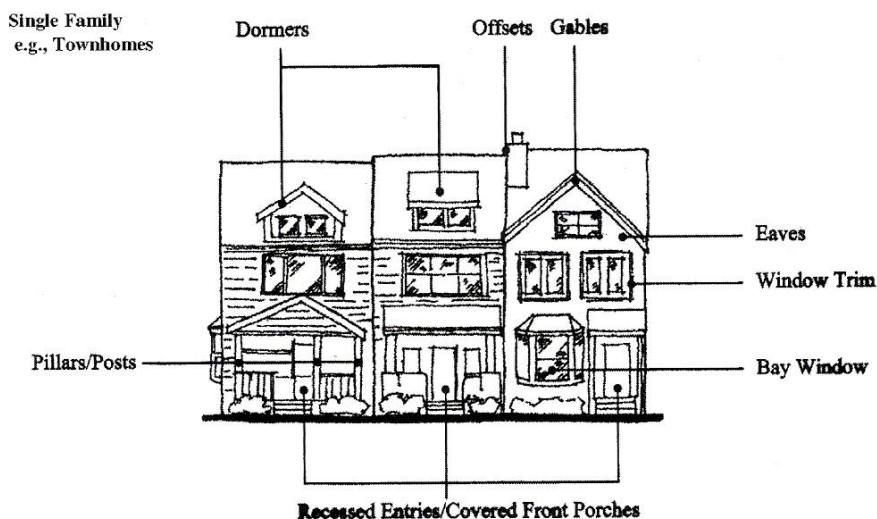 Single Family
e.g., Townhomes
Dormers
Offsets
Gables
Eaves
Window Trim
Pillars/Posts
Bay Window
Recessed Entries/Covered Front Porches